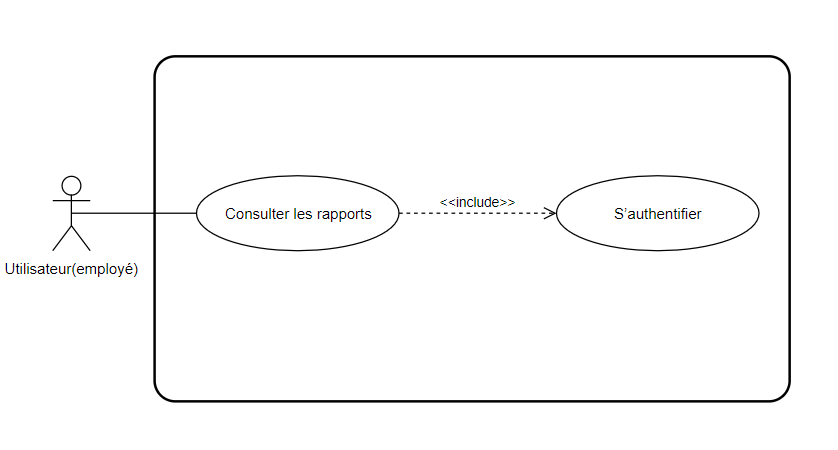 Consulter les rapports
<<include>>
S'authentifier
Utilisateur(employé)